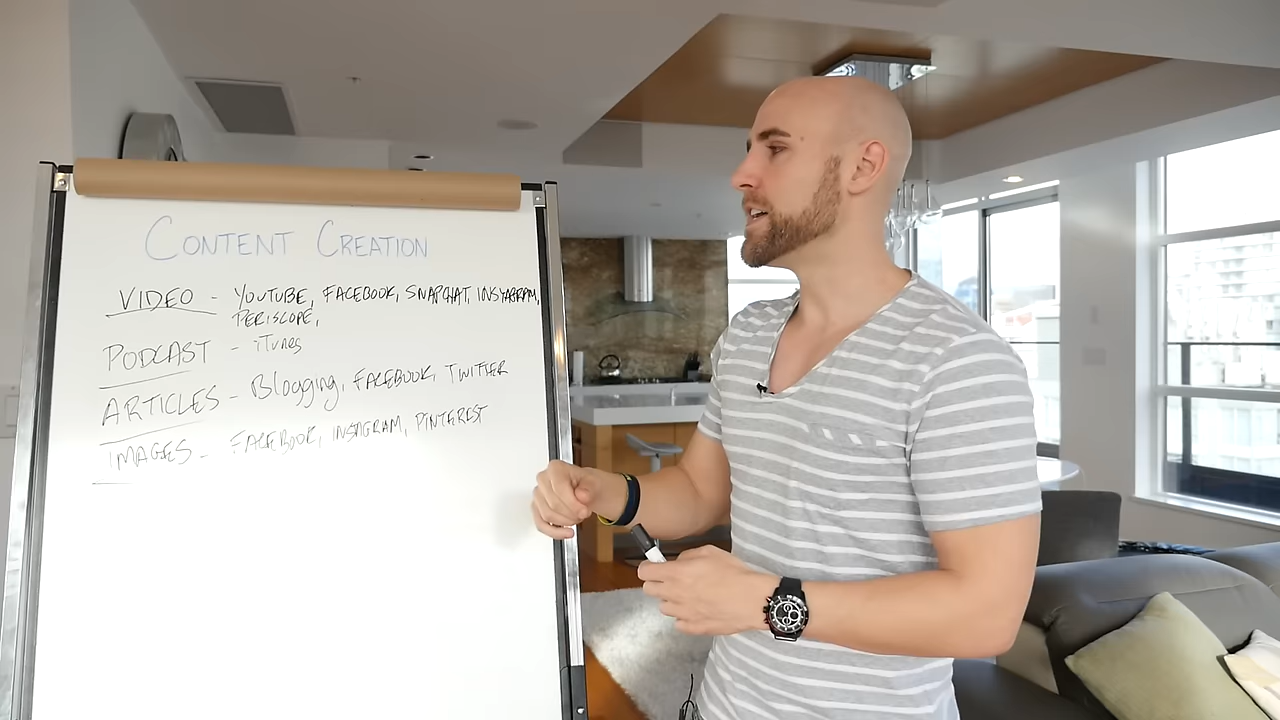 CONTENT CREATION
VIDEO - YOUTUBE, FACEBOOK, SNAPCHAT, INSTAGRAM,
PERISCOPE,
PODCAST - iTunes
ARTICLES - Blogging, FACEBOOK, TWITTER
IMAGES - FACEBOOK, INSTAGRAM, PINTEREST